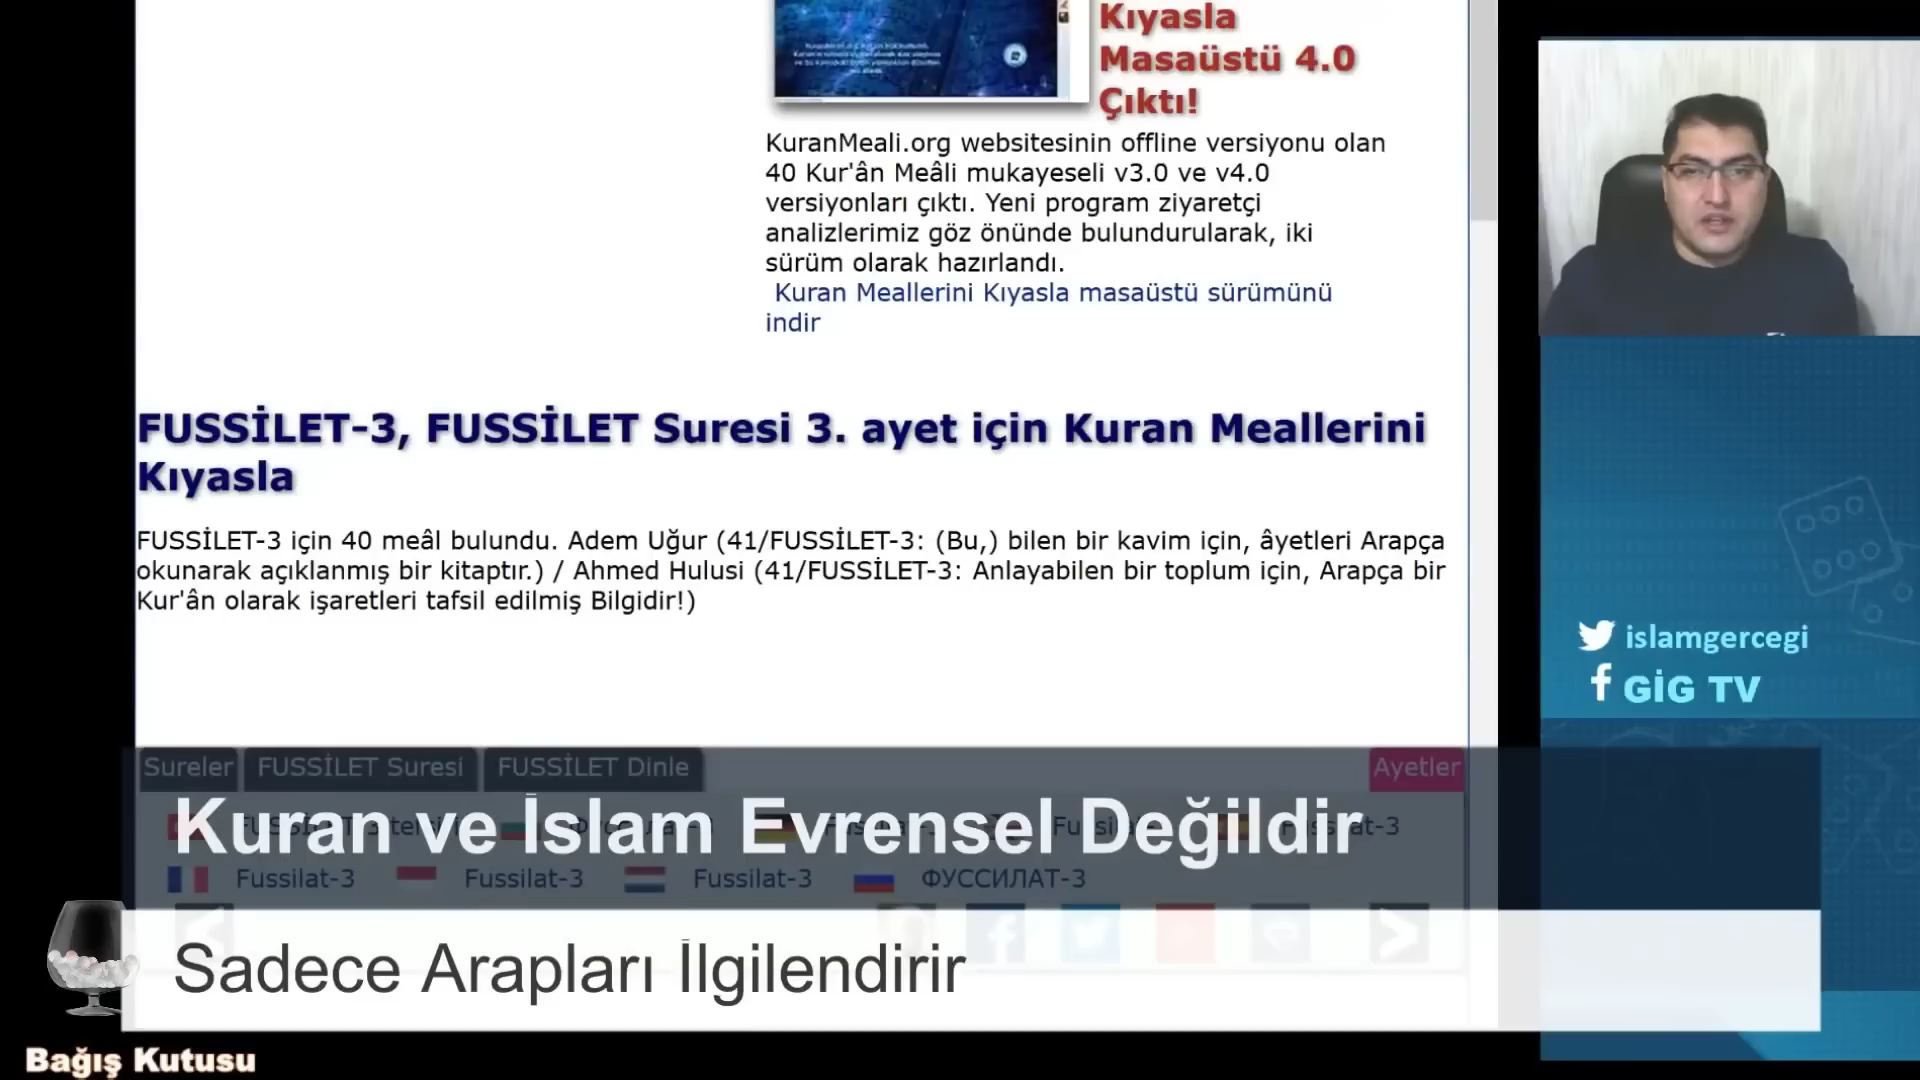 Kıyasla
Masaüstü 4.0
Çıktı!
KuranMeali.org websitesinin offline versiyonu olan
40 Kur'ân Meâli mukayeseli v3.0 ve v4.0
versiyonları çıktı. Yeni program ziyaretçi
analizlerimiz göz önünde bulundurularak, iki
sürüm olarak hazırlandı.
Kuran Meallerini Kıyasla masaüstü sürümünü
indir
FUSSİLET-3, FUSSİLET Suresi 3. ayet için Kuran Meallerini
Kıyasla
FUSSİLET-3 için 40 meâl bulundu. Adem Uğur (41/FUSSİLET-3: (Bu,) bilen bir kavim için, âyetleri Arapça
okunarak açıklanmış bir kitaptır.) / Ahmed Hulusi (41/FUSSİLET-3: Anlayabilen bir toplum için, Arapça bir
Kur'ân olarak işaretleri tafsil edilmiş Bilgidir!)
islamgercegi
GİG TV
Sureler FUSSİLET Suresi FUSSİLET Dinle Ayetler
Kuran ve İslam Evrensel Değildir
Fussilat-3 Fussilat-3 Fussilat-3 ФУССИЛАТ-3
Sadece Arapları İlgilendirir
Bağış Kutusu